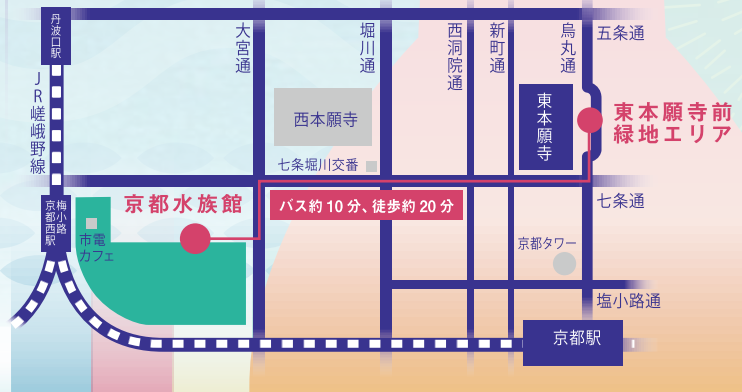 丹波口駅
大宮通
堀川通
西洞院通
新町通
烏丸通
五条通
JR嵯峨野線
西本願寺
東本願寺
東本願寺前
緑地エリア
七条堀川交番
七条通
梅小路
京都西駅
京都水族館
バス約10分、徒歩約20分
市電
カフェ
京都タワー
塩小路通
京都駅